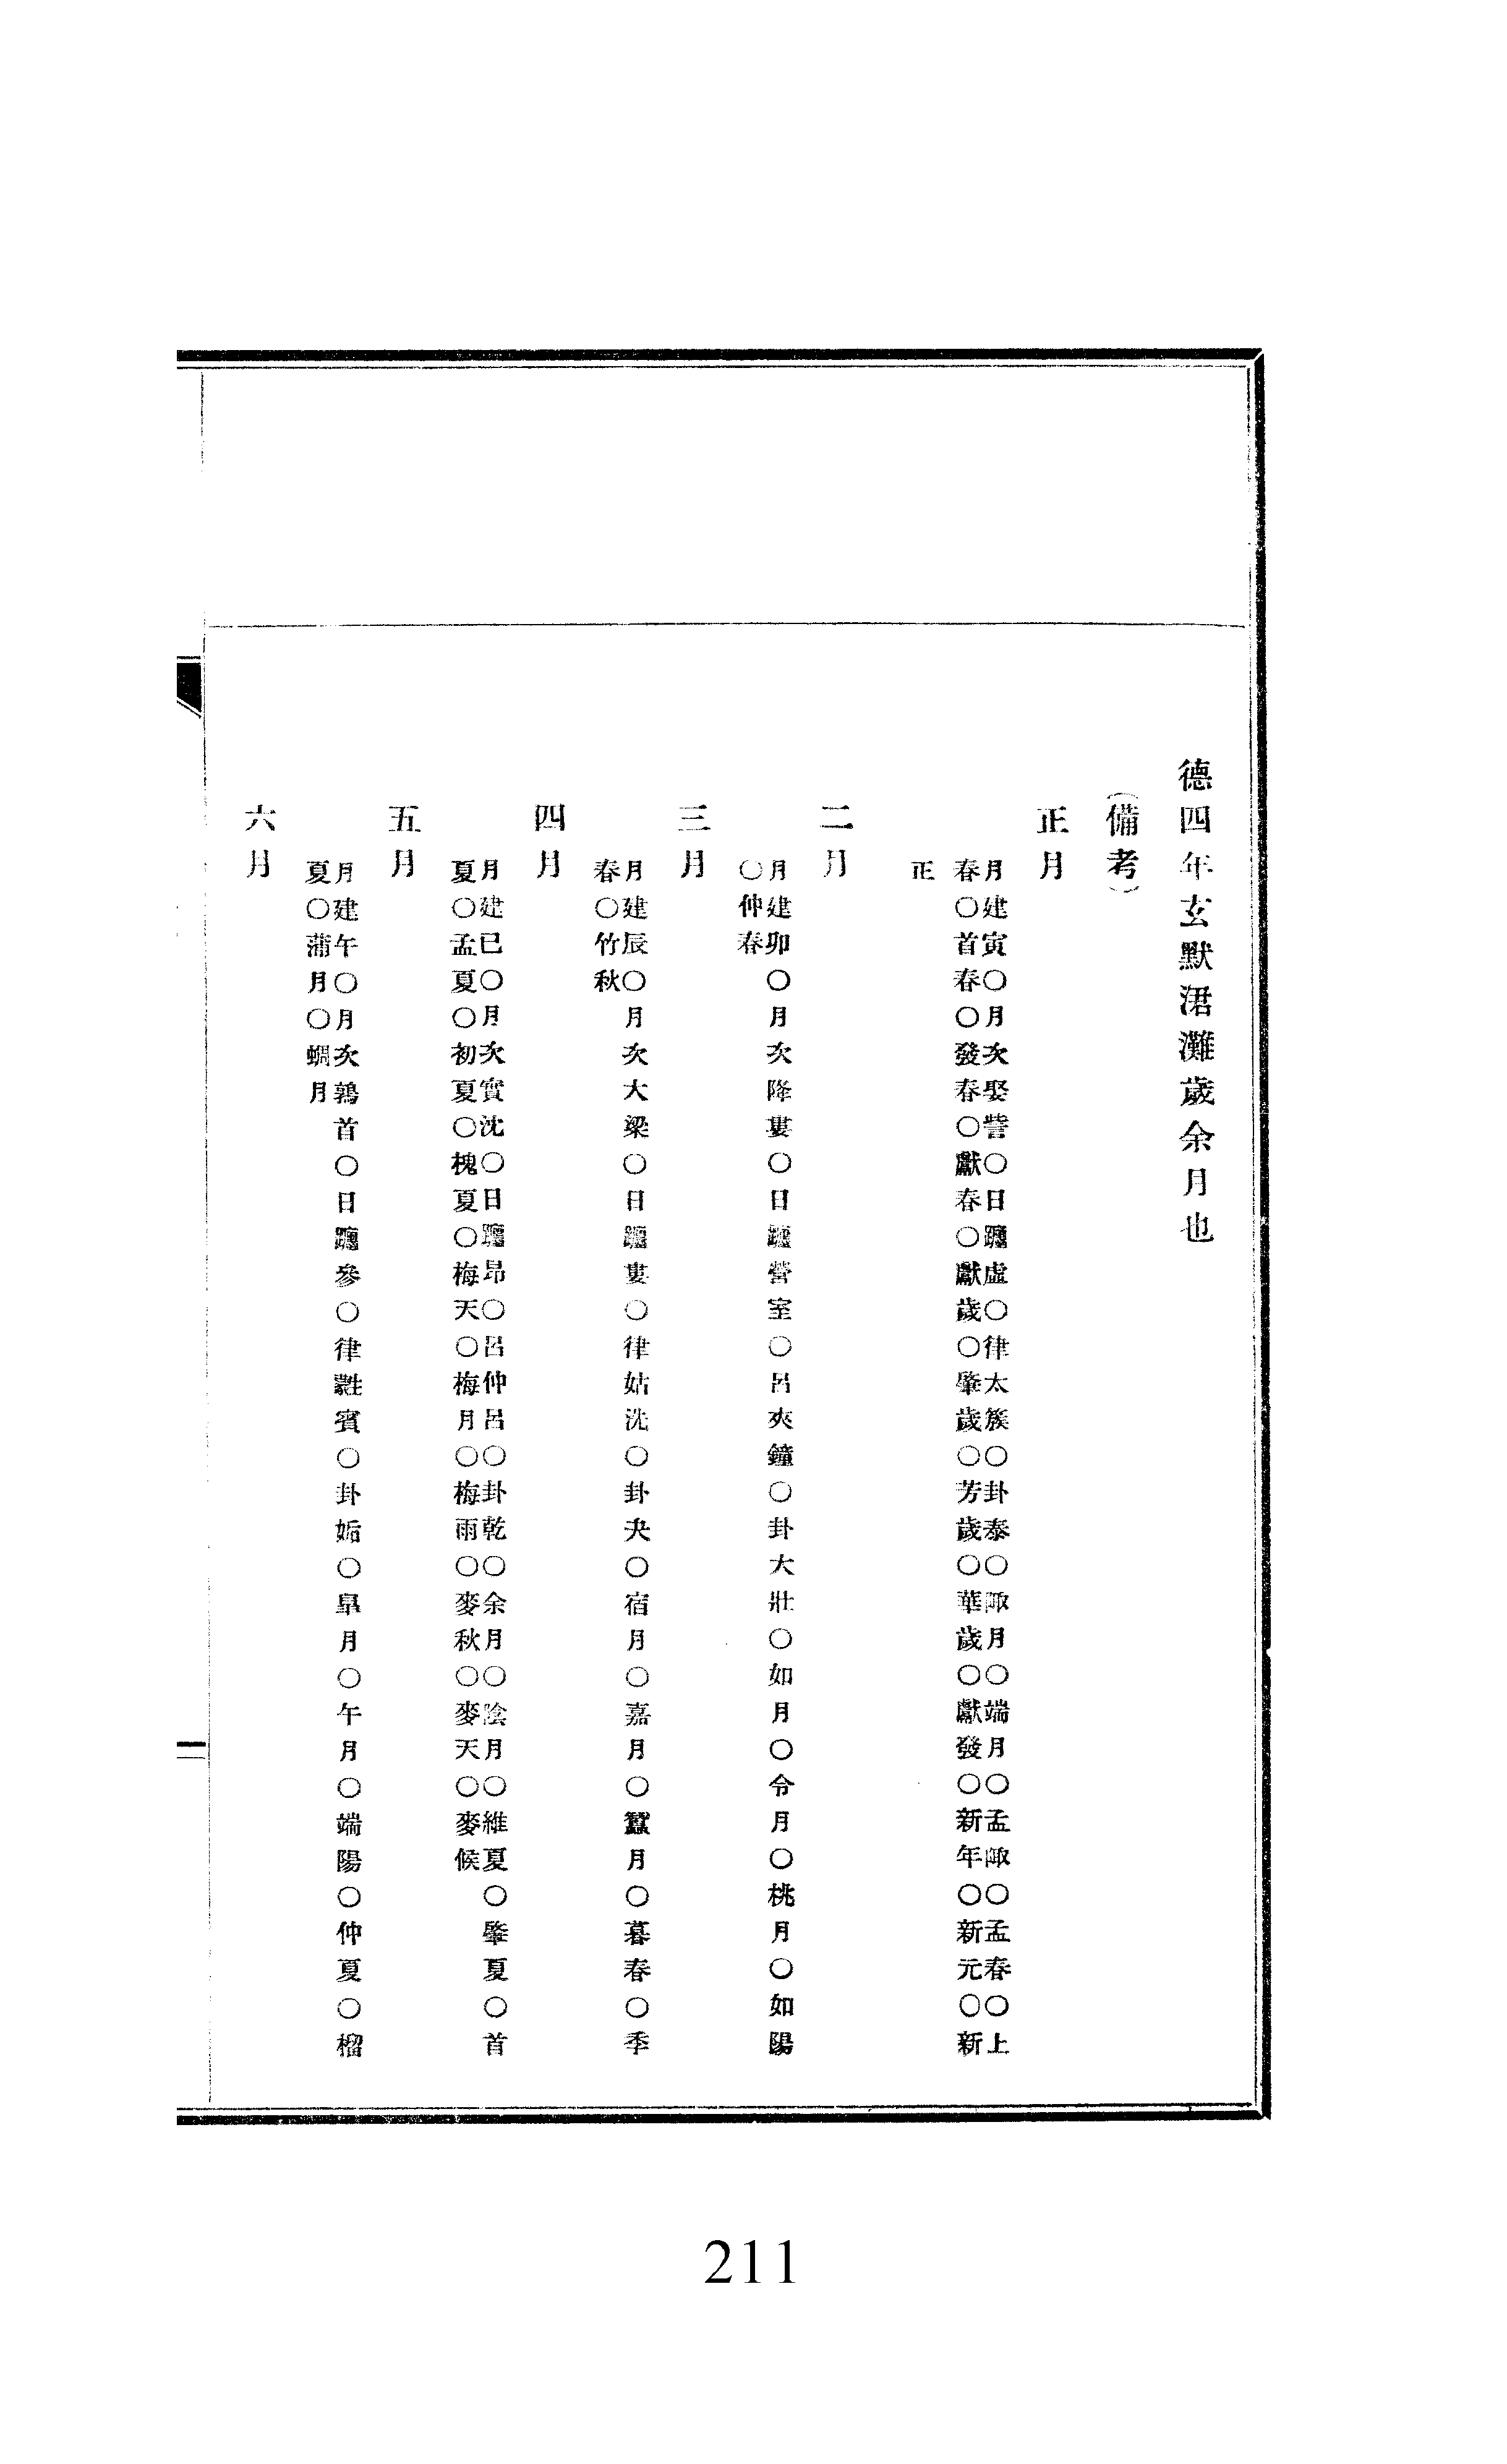 德四年玄默涒灘歲余月也
(備考)
正月
月建寅○月次娶訾○日躔虛○律太簇○卦泰○陬月○端月○孟陬○孟春○上
春○首春○發春○獻春○獻歲○肇歲○芳歲○華歲○獻發○新年○新元○新
正
二月
月建卯○月次降婁○日躔營室○呂夾鐘○卦大壯○如月○令月○桃月○如陽
○仲春
三月
月建辰○月次大梁○日躔婁○律姑洗○卦夬○宿月○嘉月○蠶月○暮春○季
春○竹秋
四月
月建巳○月次實沈○日躔昂○呂仲呂○卦乾○余月○陰月○維夏○肇夏○首
夏○孟夏○初夏○槐夏○梅天○梅月○梅雨○麥秋○麥天○麥候
五月
月建午○月次鶉首○日躔參○律蕤賓○卦姤○皐月○午月○端陽○仲夏○榴
夏○蒲月○蜩月
六月
211